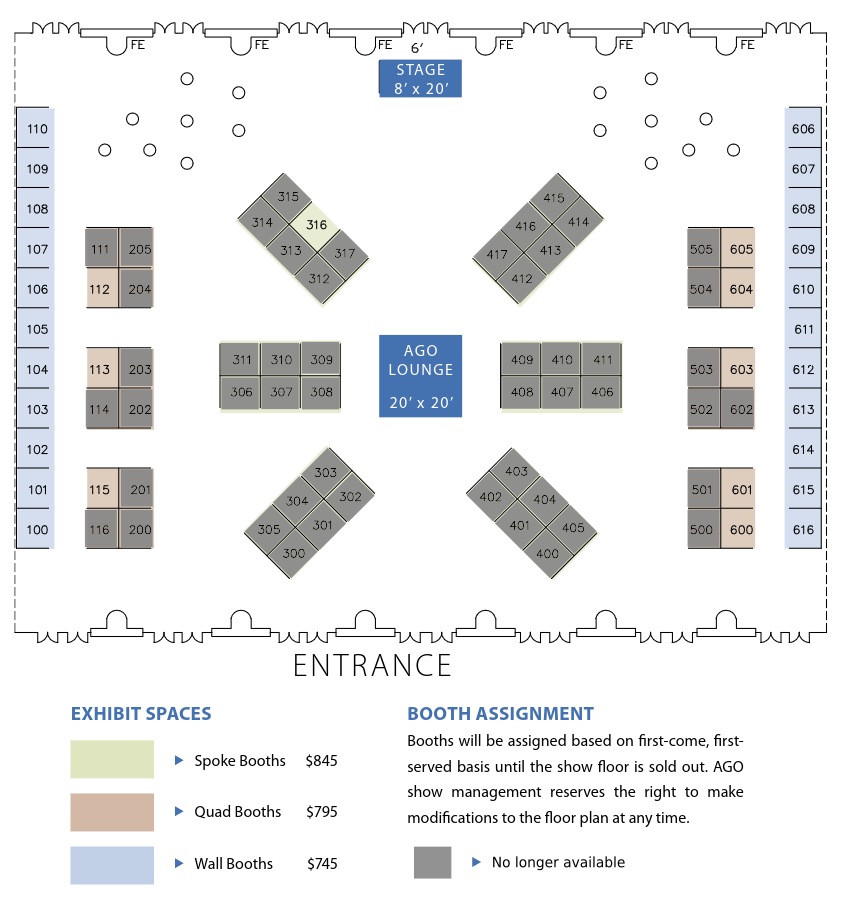 FE FE FE FE FE FE
6'
STAGE
8' x 20'
110 606
109 607
108 608
107 609
106 610
105 611
104 612
103 613
102 614
101 615
100 616
111 205
112 204
113 203
114 202
115 201
116 200
315
314 316
313 317
312
415
416 414
417 413
412
505 605
504 604
503 603
502 602
501 601
500 600
311 310 309
306 307 308
AGO
LOUNGE
20' x 20'
409 410 411
408 407 406
303
304 302
305 301
300
403
402 404
401 405
400
ENTRANCE
EXHIBIT SPACES
Spoke Booths $845
Quad Booths $795
Wall Booths $745
BOOTH ASSIGNMENT
Booths will be assigned based on first-come, first-
served basis until the show floor is sold out. AGO
show management reserves the right to make
modifications to the floor plan at any time.
No longer available